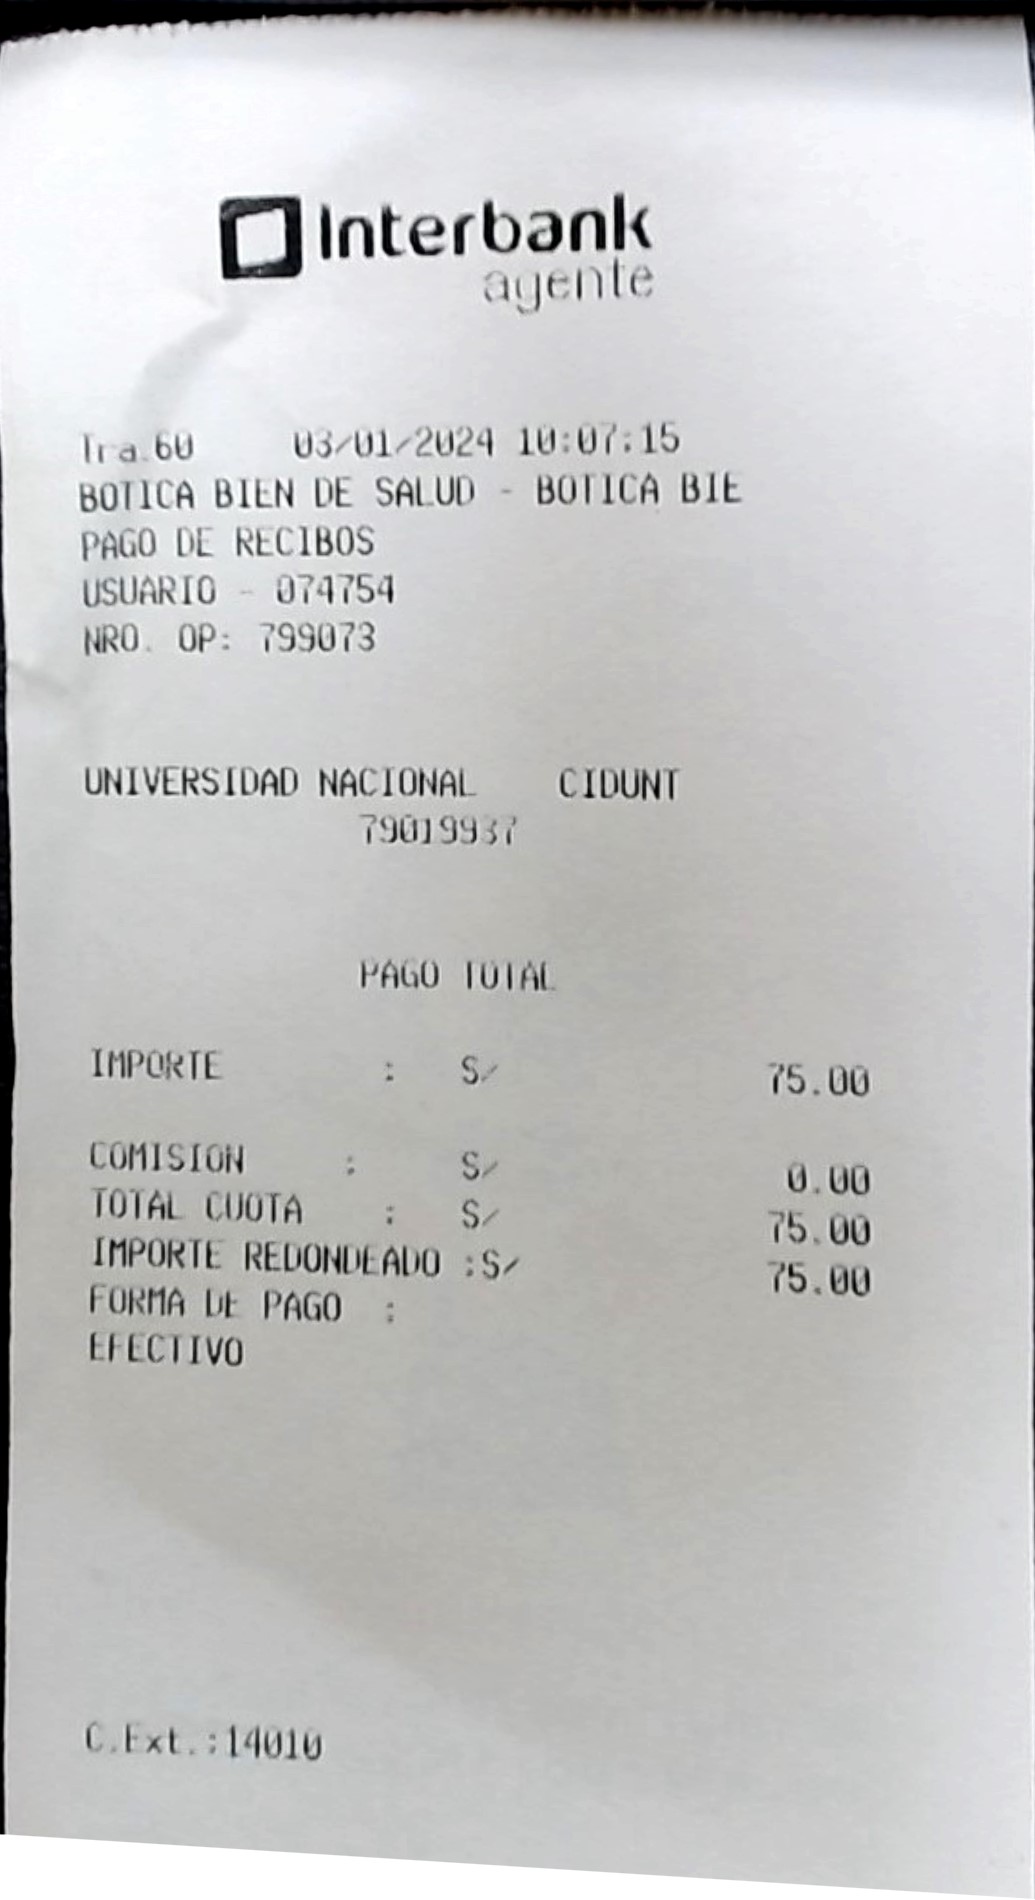 Interbank
agente
Tra.60 03/01/2024 10:07:15
BOTICA BIEN DE SALUD - BOTICA BIE
PAGO DE RECIBOS
USUARIO - 074754
NRO. OP: 799073
UNIVERSIDAD NACIONAL CIDUNT
79019937
PAGO TOTAL
IMPORTE : S/ 75.00
COMISION : S/ 0.00
TOTAL CUOTA : S/ 75.00
IMPORTE REDONDEADO :S/ 75.00
FORMA DE PAGO :
EFECTIVO
C.Ext.:14010